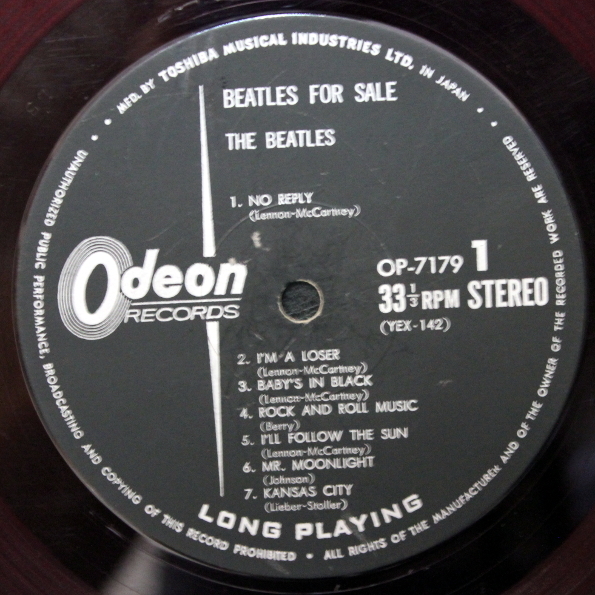 MFD. BY TOSHIBA MUSICAL INDUSTRIES LTD. IN JAPAN
BEATLES FOR SALE
THE BEATLES
1. NO REPLY
(Lennon-McCartney)
Odeon
RECORDS
OP-7179 1
33 1/3 RPM STEREO
(YEX-142)
2. I'M A LOSER
(Lennon-McCartney)
3. BABY'S IN BLACK
(Lennon-McCartney)
4. ROCK AND ROLL MUSIC
(Berry)
5. I'LL FOLLOW THE SUN
(Lennon-McCartney)
6. MR. MOONLIGHT
(Johnson)
7. KANSAS CITY
(Lieber-Stoller)
LONG PLAYING
UNAUTHORIZED PUBLIC PERFORMANCE, BROADCASTING AND COPYING OF THIS RECORD PROHIBITED • ALL RIGHTS OF THE MANUFACTURER AND OF THE OWNER OF THE RECORDED WORK ARE RESERVED